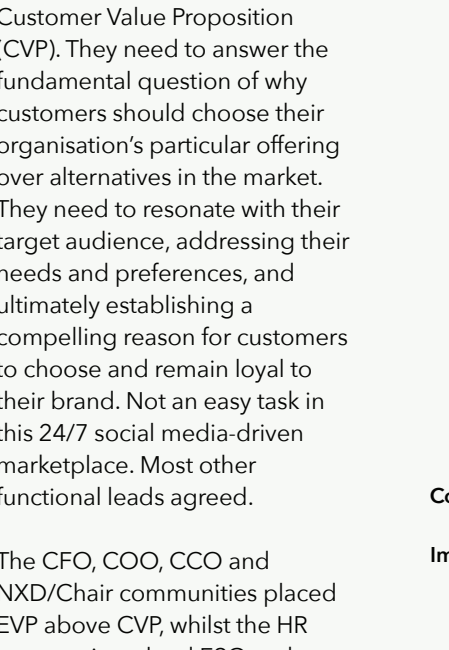 Customer Value Proposition
(CVP). They need to answer the
fundamental question of why
customers should choose their
organisation's particular offering
over alternatives in the market.
They need to resonate with their
target audience, addressing their
needs and preferences, and
ultimately establishing a
compelling reason for customers
to choose and remain loyal to
their brand. Not an easy task in
this 24/7 social media-driven
marketplace. Most other
functional leads agreed.
The CFO, COO, CCO and
NXD/Chair communities placed
EVP above CVP, whilst the HR